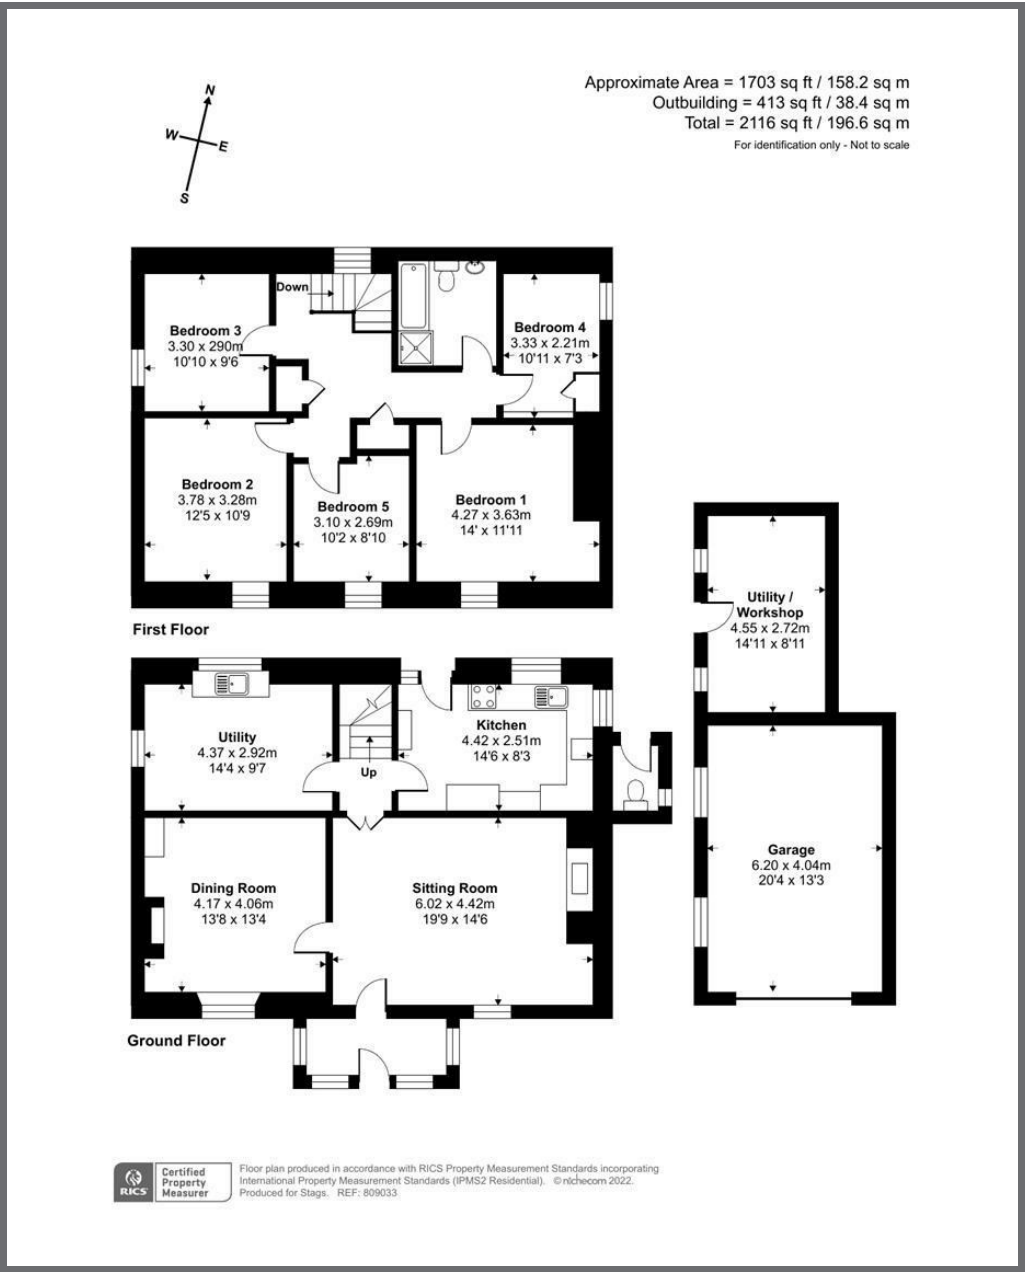 Approximate Area = 1703 sq ft / 158.2 sq m
Outbuilding = 413 sq ft / 38.4 sq m
Total = 2116 sq ft / 196.6 sq m
For identification only - Not to scale
N
W
E
S
Down
Bedroom 3
3.30 x 290m
10'10 x 9'6
Bedroom 4
3.33 x 2.21m
10'11 x 7'3
Bedroom 2
3.78 x 3.28m
12'5 x 10'9
Bedroom 5
3.10 x 2.69m
10'2 x 8'10
Bedroom 1
4.27 x 3.63m
14' x 11'11
First Floor
Utility /
Workshop
4.55 x 2.72m
14'11 x 8'11
Utility
4.37 x 2.92m
14'4 x 9'7
Up
Kitchen
4.42 x 2.51m
14'6 x 8'3
Dining Room
4.17 x 4.06m
13'8 x 13'4
Sitting Room
6.02 x 4.42m
19'9 x 14'6
Garage
6.20 x 4.04m
20'4 x 13'3
Ground Floor
RICS
Certified
Property
Measurer
Floor plan produced in accordance with RICS Property Measurement Standards incorporating
International Property Measurement Standards (IPMS2 Residential). © nichecom 2022.
Produced for Stags. REF: 809033